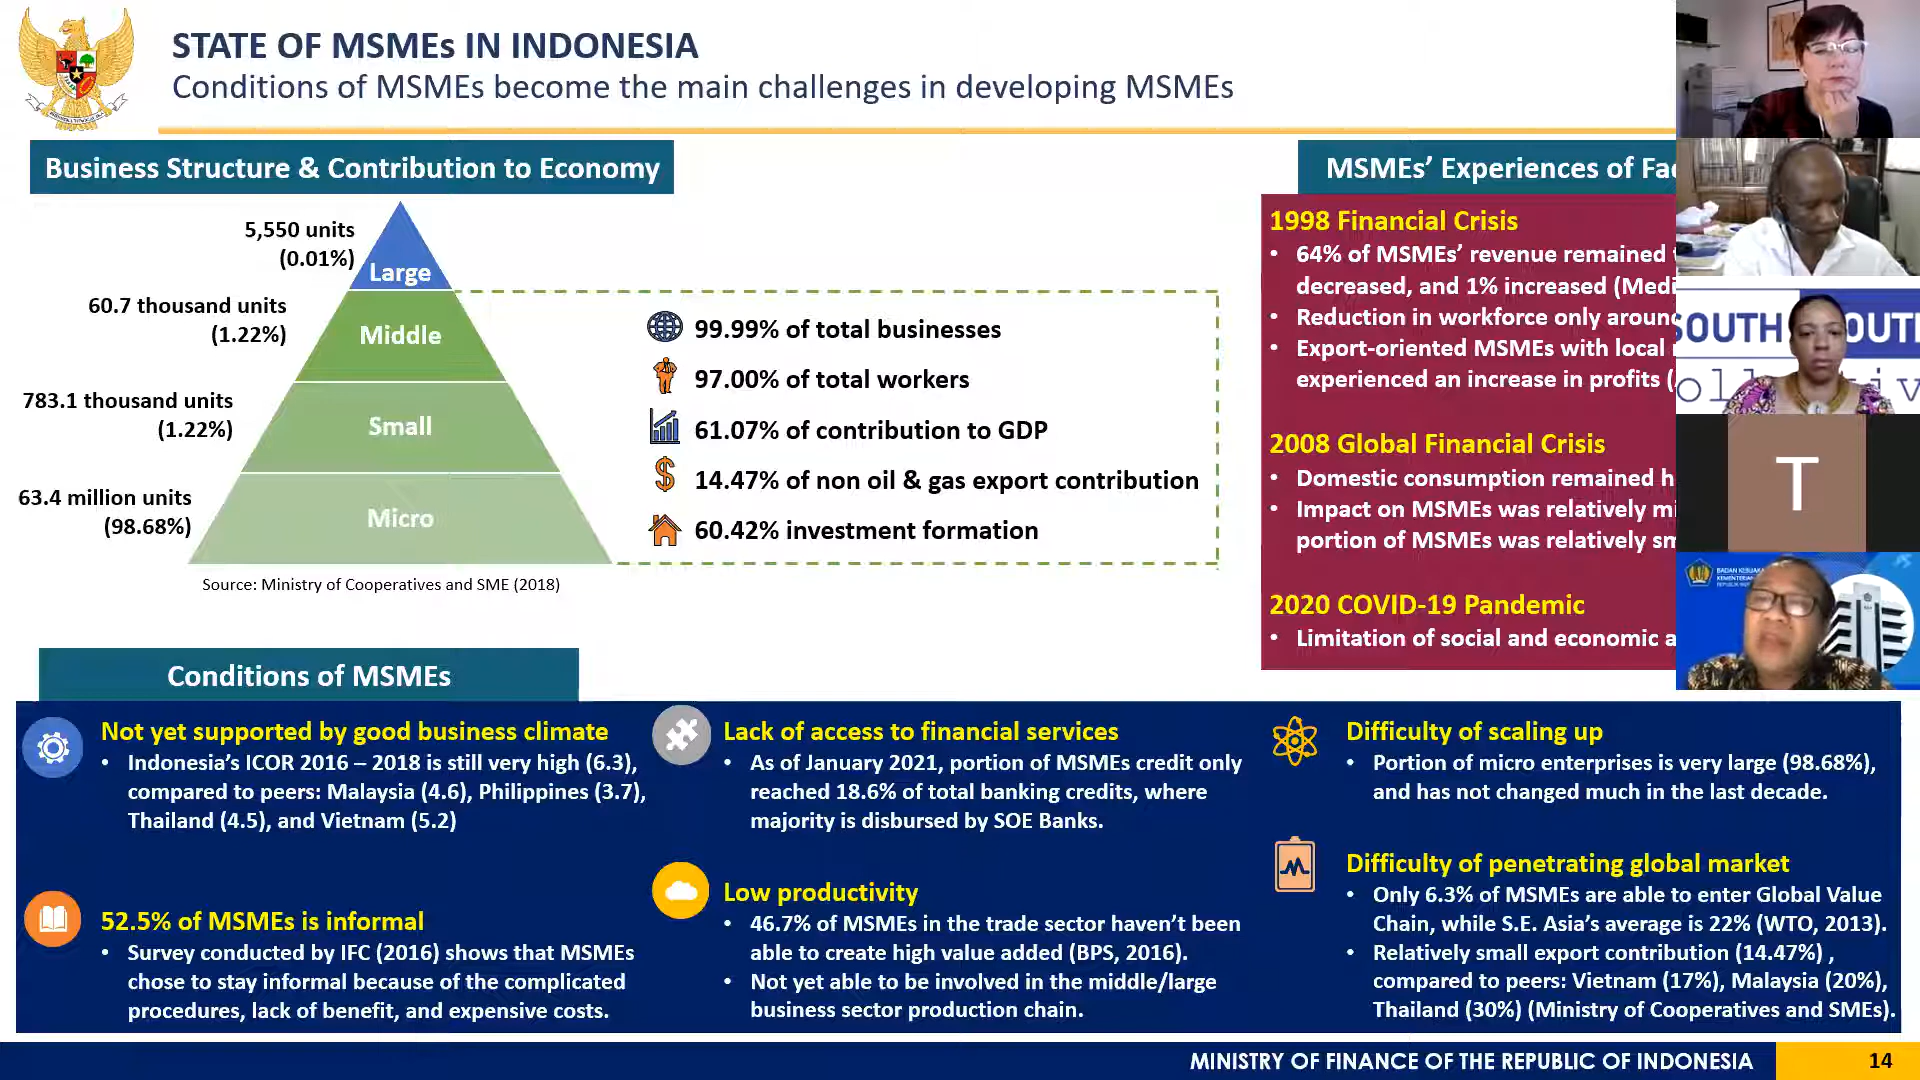 STATE OF MSMEs IN INDONESIA
Conditions of MSMEs become the main challenges in developing MSMEs
Business Structure & Contribution to Economy
5,550 units
(0.01%)
Large
60.7 thousand units
(1.22%)
Middle
783.1 thousand units
(1.22%)
Small
63.4 million units
(98.68%)
Micro
Source: Ministry of Cooperatives and SME (2018)
99.99% of total businesses
97.00% of total workers
61.07% of contribution to GDP
14.47% of non oil & gas export contribution
60.42% investment formation
MSMEs' Experiences of
1998 Financial Crisis
• 64% of MSMEs' revenue remained
decreased, and 1% increased
• Reduction in workforce only
• Export-oriented MSMEs with local
experienced an increase in profits
2008 Global Financial Crisis
• Domestic consumption remained
• Impact on MSMEs was relatively
portion of MSMEs was relatively
2020 COVID-19 Pandemic
• Limitation of social and economic
SOUTH
T
Conditions of MSMEs
Not yet supported by good business climate
• Indonesia's ICOR 2016 – 2018 is still very high (6.3),
compared to peers: Malaysia (4.6), Philippines (3.7),
Thailand (4.5), and Vietnam (5.2)
52.5% of MSMEs is informal
• Survey conducted by IFC (2016) shows that MSMEs
chose to stay informal because of the complicated
procedures, lack of benefit, and expensive costs.
Lack of access to financial services
• As of January 2021, portion of MSMEs credit only
reached 18.6% of total banking credits, where
majority is disbursed by SOE Banks.
Low productivity
• 46.7% of MSMEs in the trade sector haven't been
able to create high value added (BPS, 2016).
• Not yet able to be involved in the middle/large
business sector production chain.
Difficulty of scaling up
• Portion of micro enterprises is very large (98.68%),
and has not changed much in the last decade.
Difficulty of penetrating global market
• Only 6.3% of MSMEs are able to enter Global Value
Chain, while S.E. Asia's average is 22% (WTO, 2013).
• Relatively small export contribution (14.47%) ,
compared to peers: Vietnam (17%), Malaysia (20%),
Thailand (30%) (Ministry of Cooperatives and SMEs).
MINISTRY OF FINANCE OF THE REPUBLIC OF INDONESIA
14